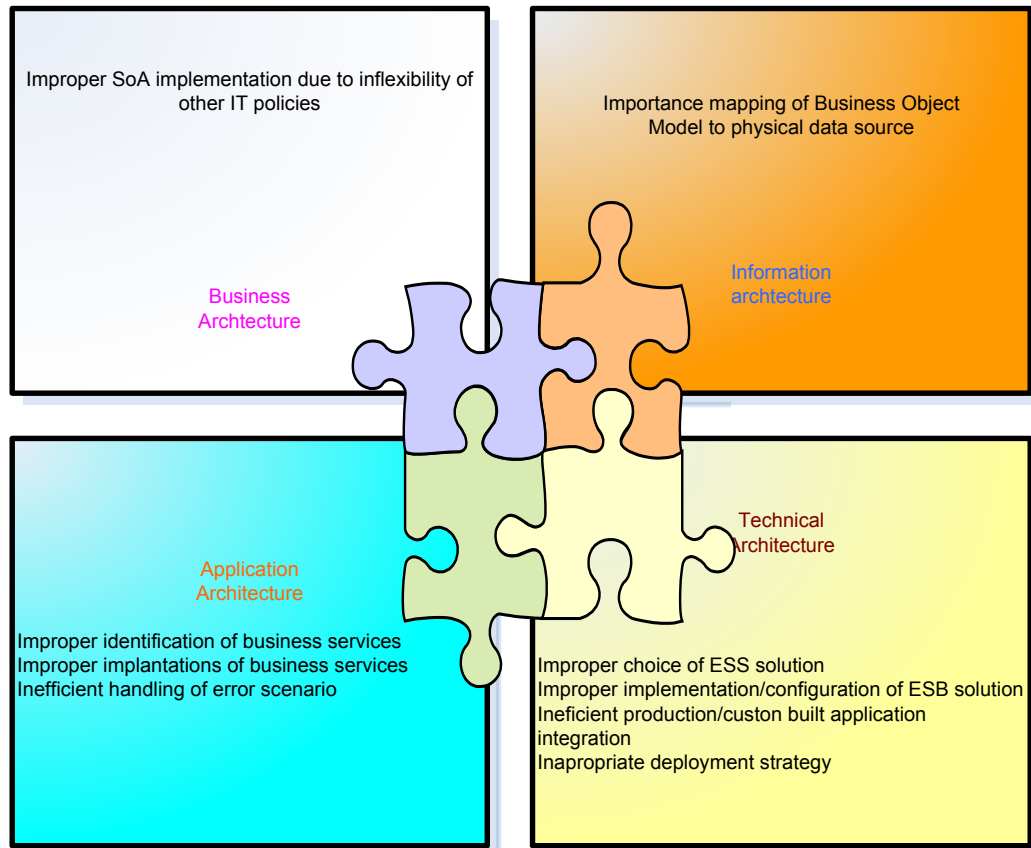 Improper SoA implementation due to inflexibility of
other IT policies
Business
Archtecture
Importance mapping of Business Object
Model to physical data source
Information
archtecture
Application
Architecture
Improper identification of business services
Improper implantations of business services
Inefficient handling of error scenario
Technical
Architecture
Improper choice of ESS solution
Improper implementation/configuration of ESB solution
Ineficient production/custon built application
integration
Inapropriate deployment strategy